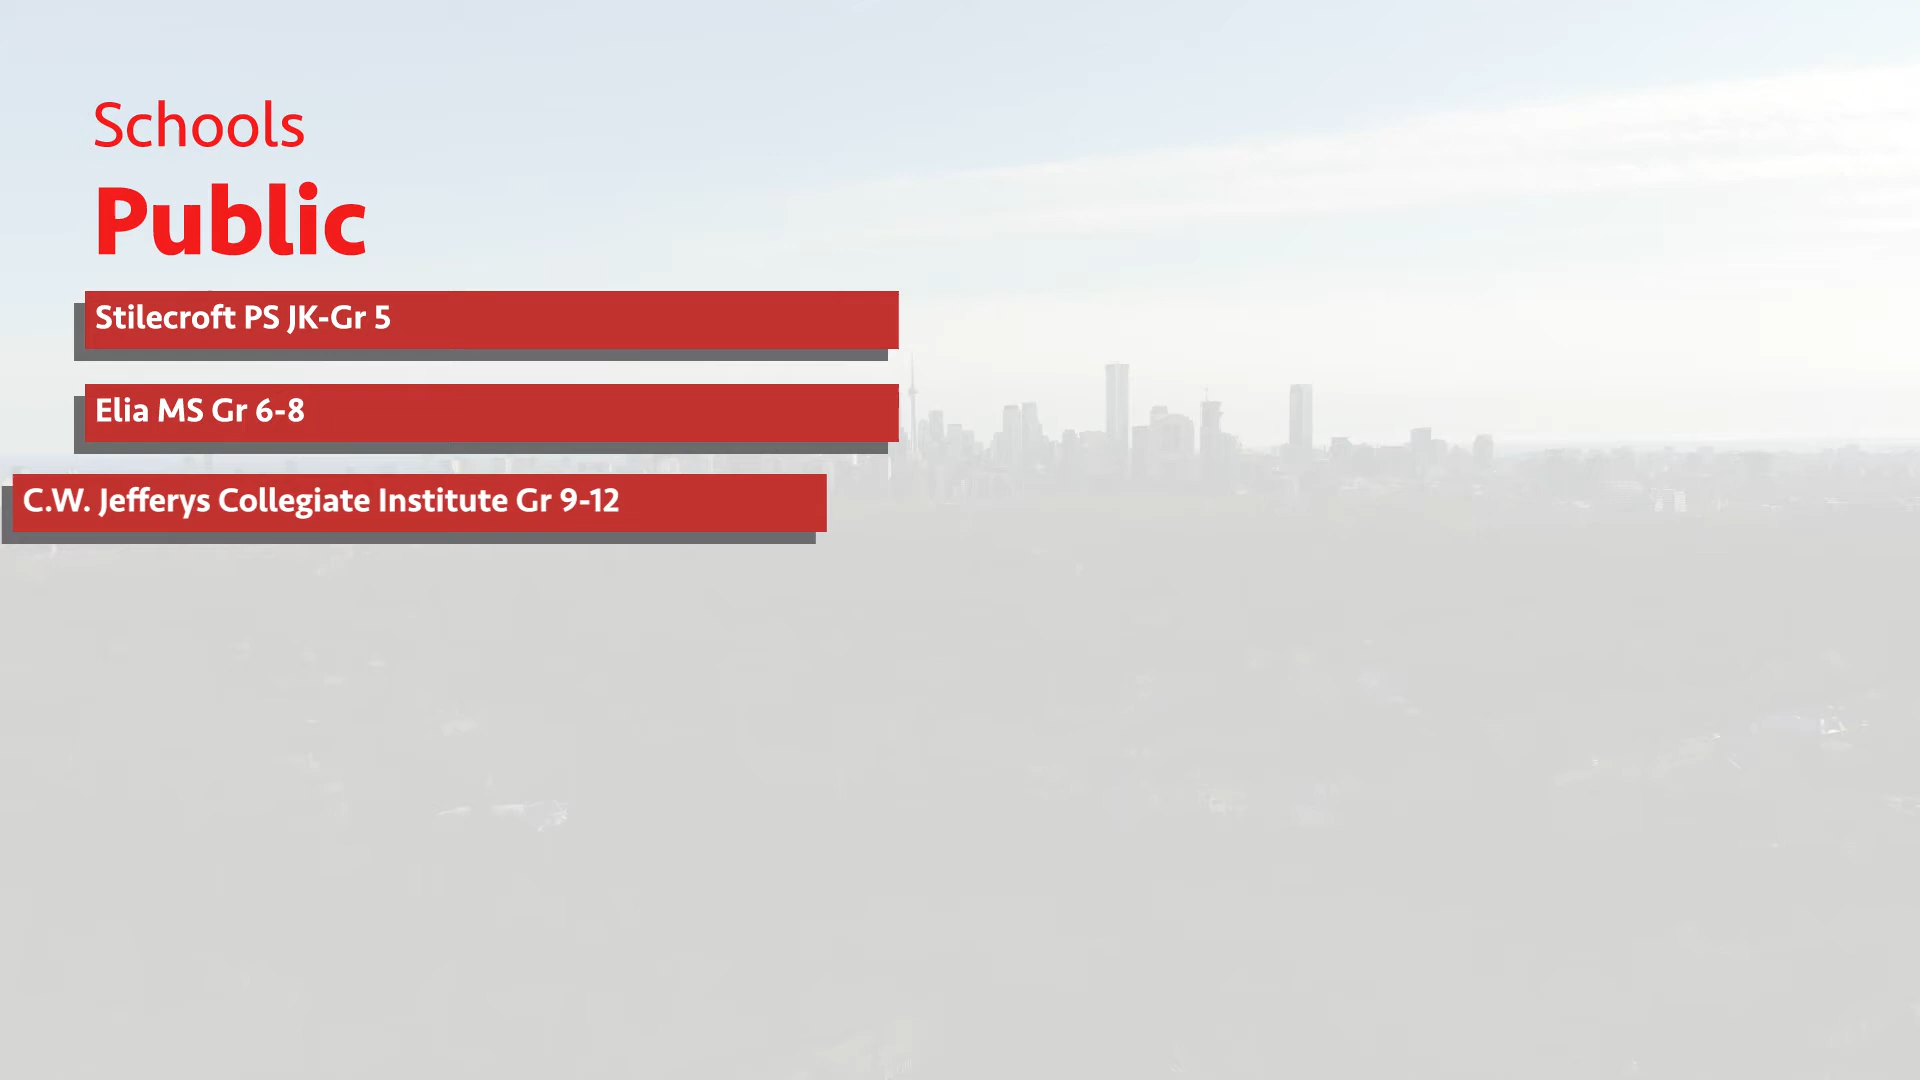 Schools
Public
Stilecroft PS JK-Gr 5
Elia MS Gr 6-8
C.W. Jefferys Collegiate Institute Gr 9-12